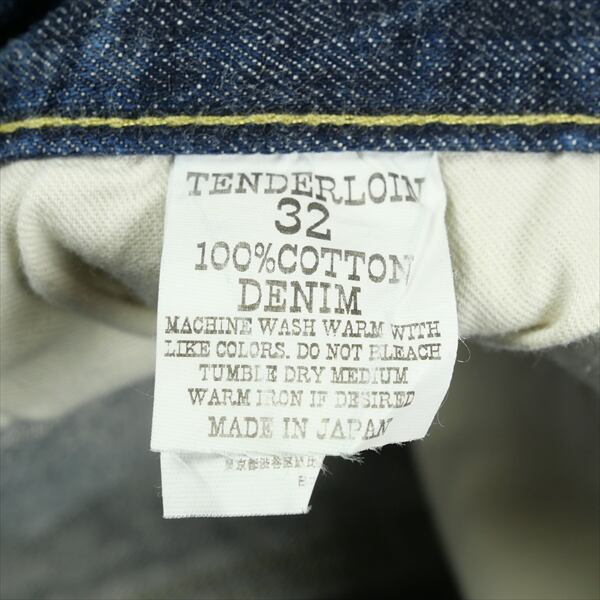 TENDERLOIN
32
100%COTTON
DENIM
MACHINE WASH WARM WITH
LIKE COLORS. DO NOT BLEACH
TUMBLE DRY MEDIUM
WARM IRON IF DESIRED
MADE IN JAPAN